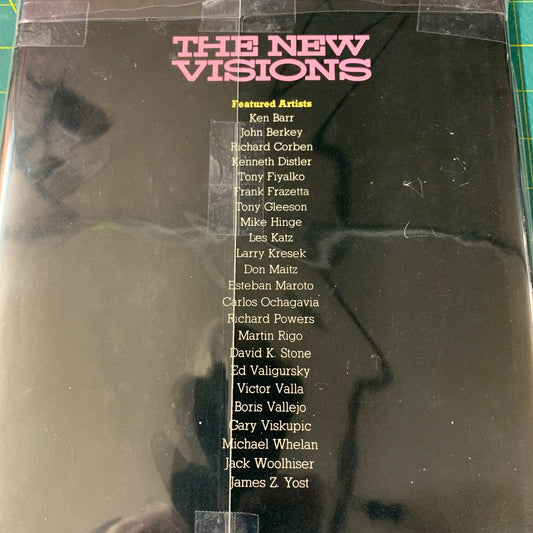 THE NEW
VISIONS
Featured Artists
Ken Barr
John Berkey
Richard Corben
Kenneth Distler
Tony Fiyalko
Frank Frazetta
Tony Gleeson
Mike Hinge
Les Katz
Larry Kresek
Don Maitz
Esteban Maroto
Carlos Ochagavia
Richard Powers
Martin Rigo
David K. Stone
Ed Valigursky
Victor Valla
Boris Vallejo
Gary Viskupic
Michael Whelan
Jack Woolhiser
James Z. Yost